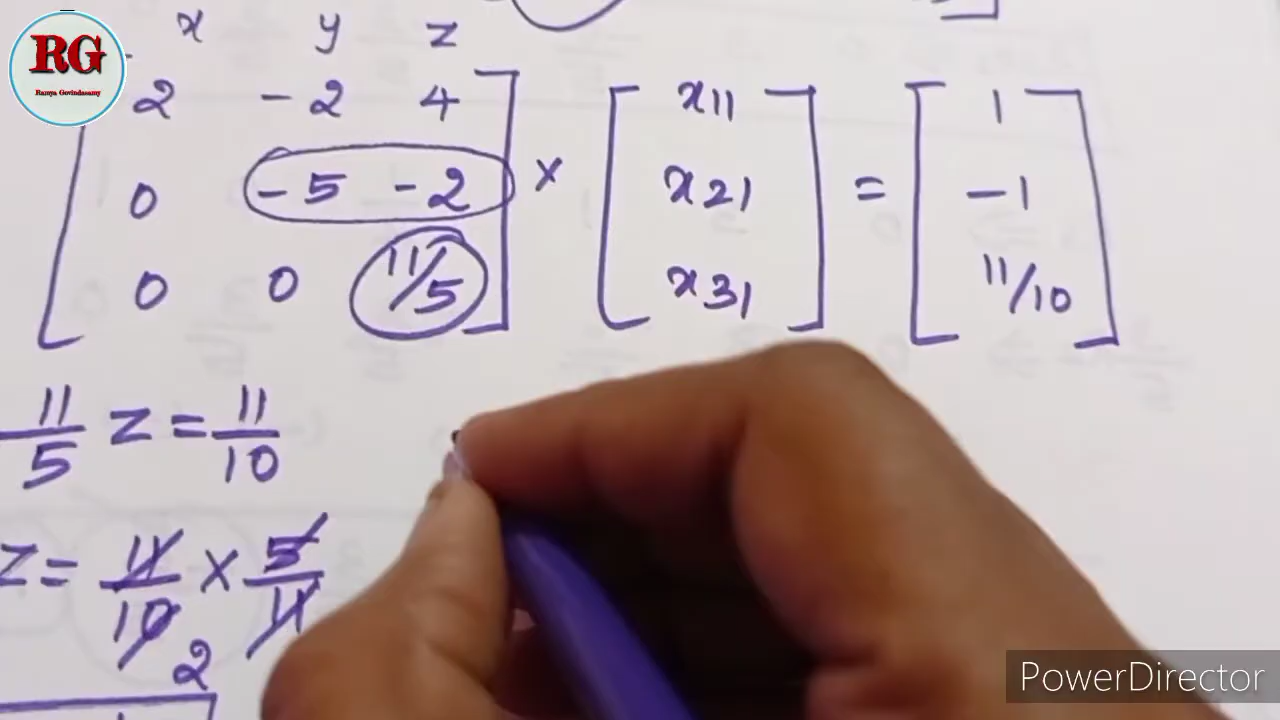 RG
Ramya Govindasamy
x y z
[ 2 -2 4 ] [ x11 ] [ 1 ]
[ 0 -5 -2 ] × [ x21 ] = [ -1 ]
[ 0 0 11/5 ] [ x31 ] [ 11/10 ]
11/5 z = 11/10
z = 11/10 × 5/11
2
PowerDirector